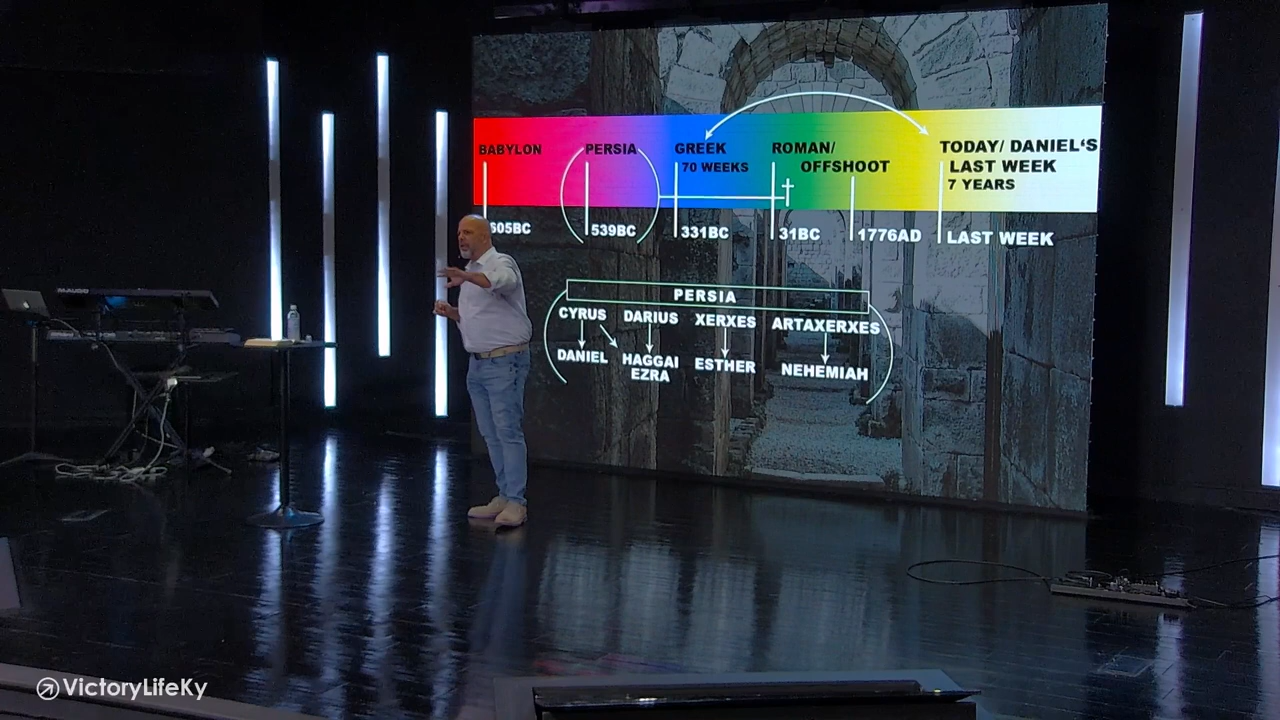 BABYLON
PERSIA
GREEK
70 WEEKS
ROMAN/
OFFSHOOT
TODAY/ DANIEL'S
LAST WEEK
7 YEARS
605BC
539BC
331BC
31BC
1776AD
LAST WEEK
PERSIA
CYRUS
DARIUS
XERXES
ARTAXERXES
DANIEL
HAGGAI
EZRA
ESTHER
NEHEMIAH
M-AUDIO
VictoryLifeKy